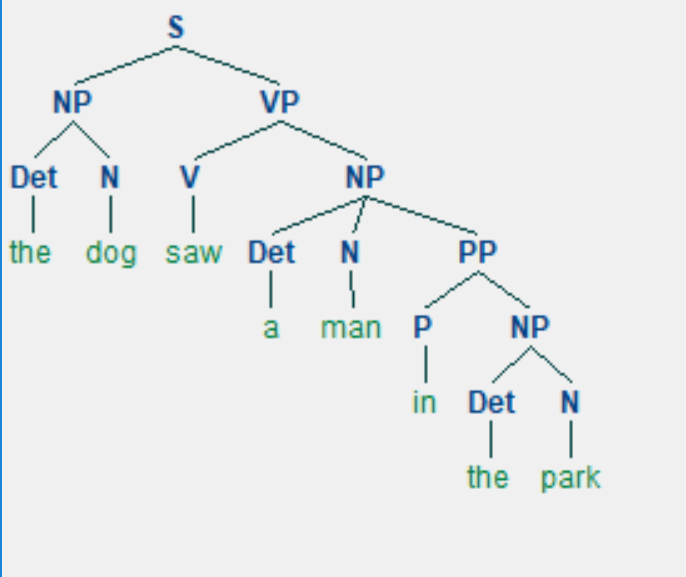 S
NP VP
Det N V NP
the dog saw Det N PP
a man P NP
in Det N
the park